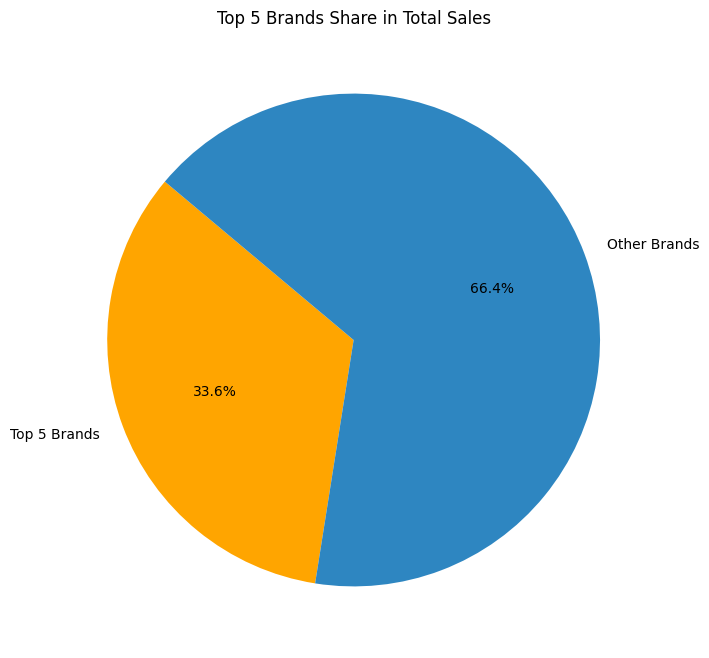 Top 5 Brands Share in Total Sales
Other Brands
66.4%
33.6%
Top 5 Brands